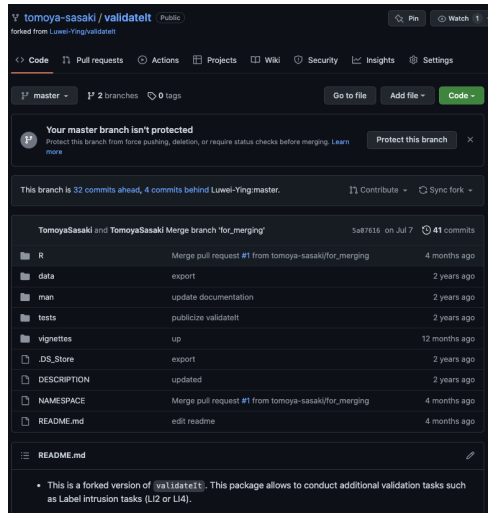 tomoya-sasaki / validateIt Public
Pin
Watch 1
forked from Luwei-Ying/validateIt
Code
Pull requests
Actions
Projects
Wiki
Security
Insights
Settings
master
2 branches
0 tags
Go to file
Add file
Code
Your master branch isn't protected
Protect this branch from force pushing, deletion, or require status checks before merging. Learn
more
Protect this branch
This branch is 32 commits ahead, 4 commits behind Luwei-Ying:master.
Contribute
Sync fork
TomoyaSasaki and TomoyaSasaki Merge branch 'for_merging'
5a07616 on Jul 7
41 commits
R
Merge pull request #1 from tomoya-sasaki/for_merging
4 months ago
data
export
2 years ago
man
update documentation
2 years ago
tests
publicize validateIt
2 years ago
vignettes
up
12 months ago
.DS_Store
export
2 years ago
DESCRIPTION
updated
2 years ago
NAMESPACE
Merge pull request #1 from tomoya-sasaki/for_merging
4 months ago
README.md
edit readme
4 months ago
README.md
This is a forked version of validateIt. This package allows to conduct additional validation tasks such
as Label intrusion tasks (LI2 or LI4).